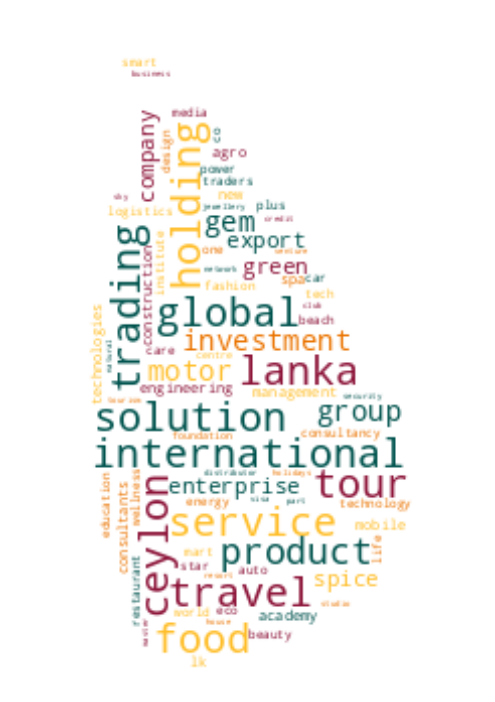 smart
business
media
company
holding
co
design
agro
power
traders
sky
new
jewellery
plus
logistics
credit
gem
trading
export
construction
institute
one
venture
network
green
spa
car
fashion
tech
club
global
technologies
beach
natural
investment
care
centre
motor
lanka
engineering
management
security
tourism
solution
group
foundation
consultancy
international
distributor
holidays
education
consultants
wellness
ceylon
enterprise
tour
visa
part
energy
technology
service
mobile
mart
product
life
star
auto
resort
spice
restaurant
travel
studio
world
eco
academy
house
food
beauty
lk